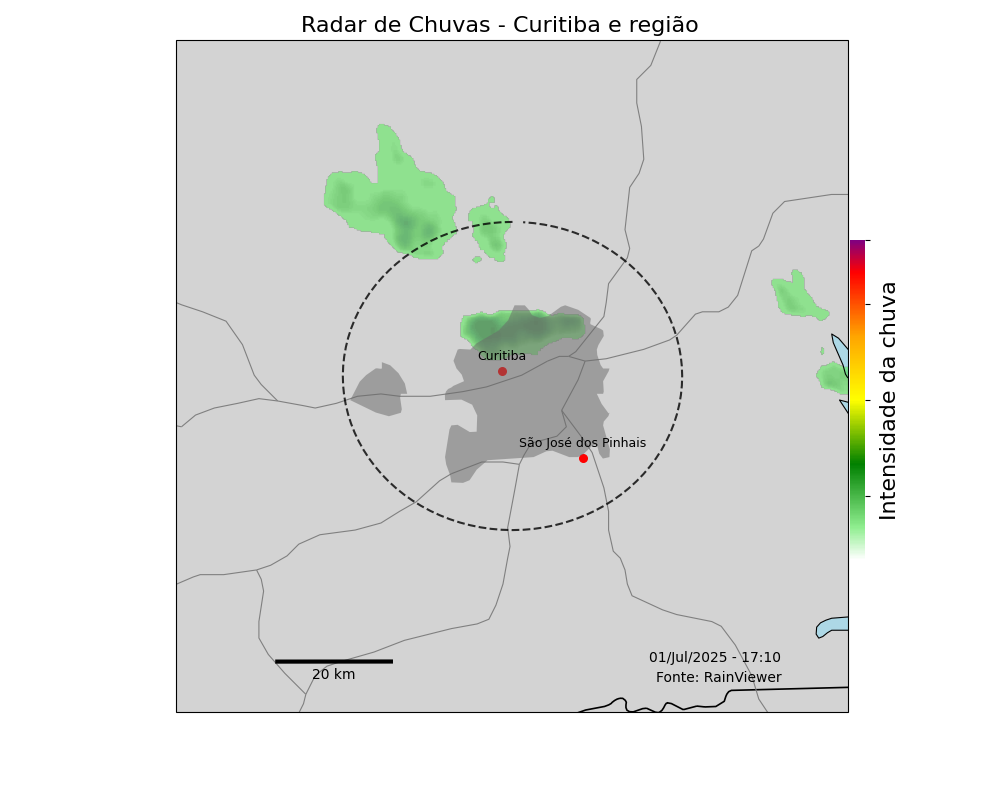 Radar de Chuvas - Curitiba e região
Curitiba
São José dos Pinhais
Intensidade da chuva
01/Jul/2025 - 17:10
Fonte: RainViewer
20 km